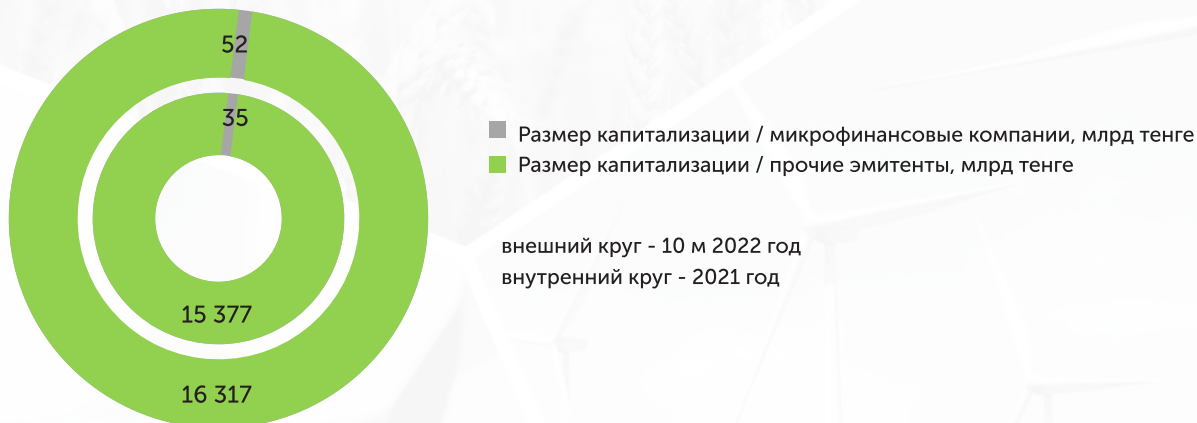 52
35
15 377
16 317
Размер капитализации / микрофинансовые компании, млрд тенге
Размер капитализации / прочие эмитенты, млрд тенге
внешний круг - 10 м 2022 год
внутренний круг - 2021 год